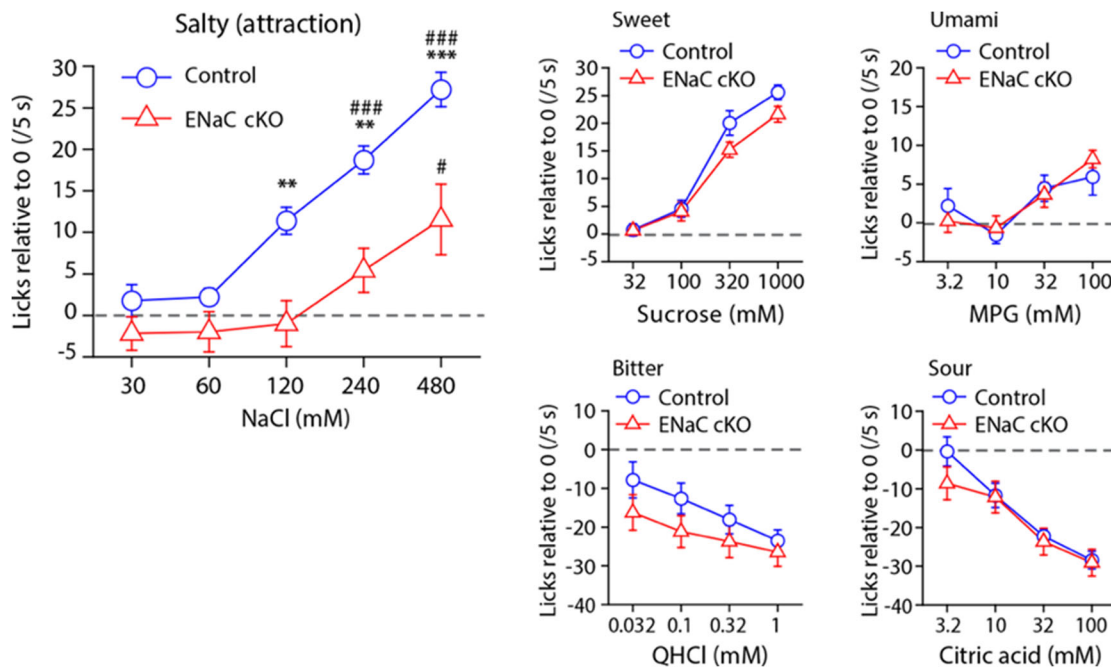 Salty (attraction)
Licks relative to 0 (/5 s)
30
25
20
15
10
5
0
-5
Control
ENaC cKO
**
###
**
###
***
#
30 60 120 240 480
NaCl (mM)
Sweet
Control
ENaC cKO
Licks relative to 0 (/5 s)
30
25
20
15
10
5
0
-5
32 100 320 1000
Sucrose (mM)
Umami
Control
ENaC cKO
Licks relative to 0 (/5 s)
20
15
10
5
0
-5
3.2 10 32 100
MPG (mM)
Bitter
Control
ENaC cKO
Licks relative to 0 (/5 s)
10
0
-10
-20
-30
-40
0.032 0.1 0.32 1
QHCl (mM)
Sour
Control
ENaC cKO
Licks relative to 0 (/5 s)
10
0
-10
-20
-30
-40
3.2 10 32 100
Citric acid (mM)